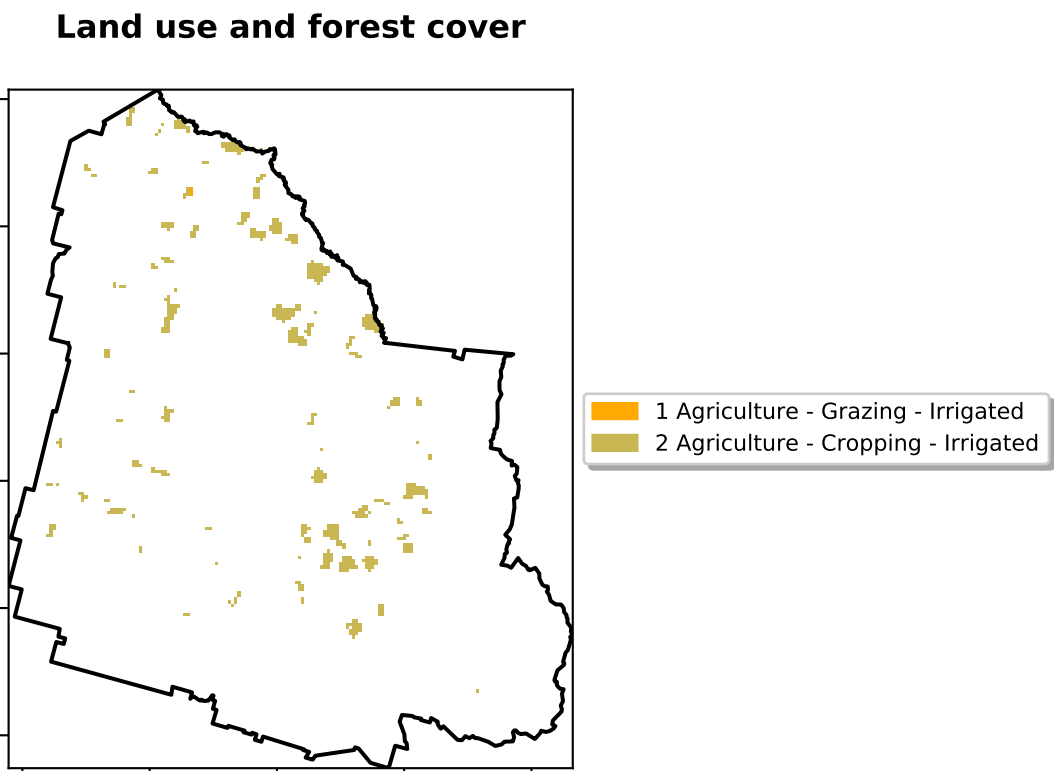 Land use and forest cover
1 Agriculture - Grazing - Irrigated
2 Agriculture - Cropping - Irrigated